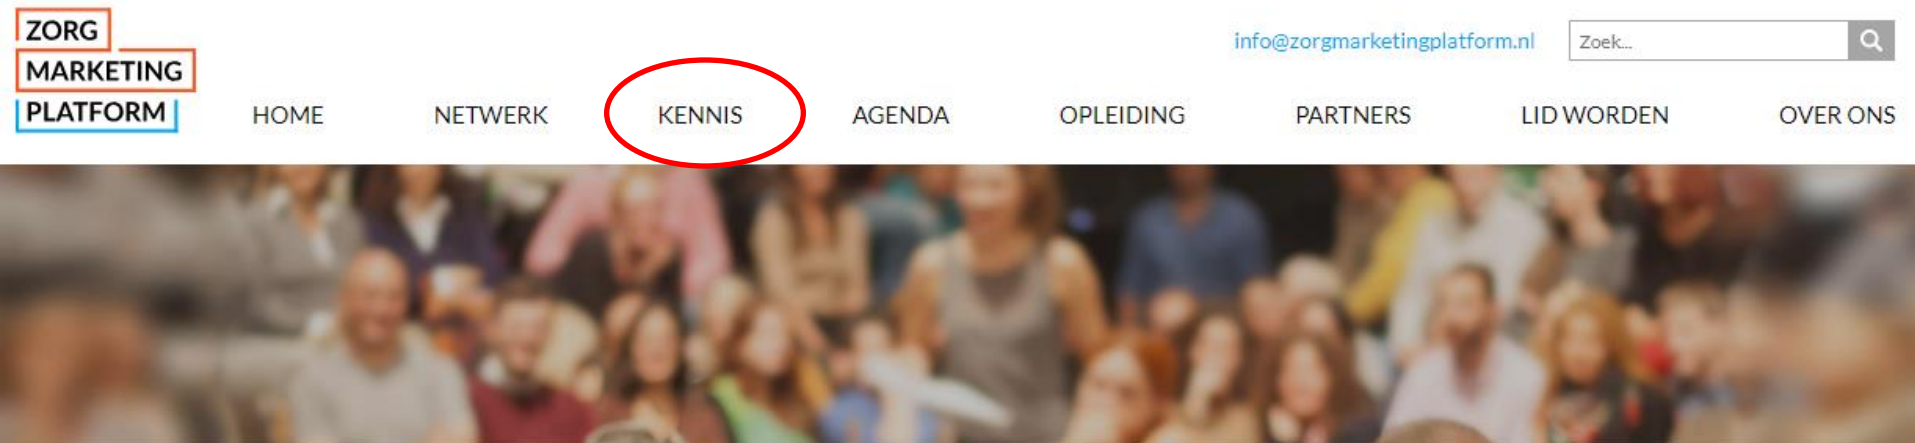 ZORG
MARKETING
PLATFORM
info@zorgmarketingplatform.nl
Zoek...
HOME NETWERK KENNIS AGENDA OPLEIDING PARTNERS LID WORDEN OVER ONS